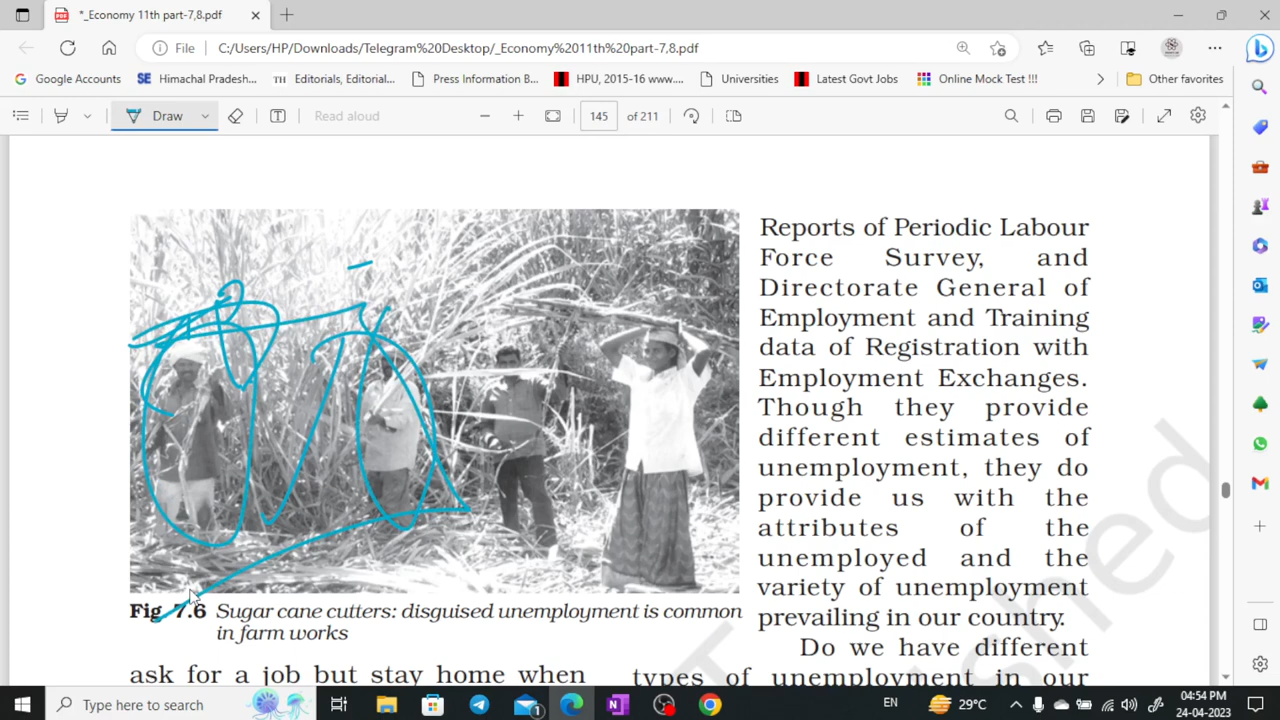 *_Economy 11th part-7,8.pdf
File C:/Users/HP/Downloads/Telegram%20Desktop/_Economy%2011th%20part-7,8.pdf
Google Accounts Himachal Pradesh... Editorials, Editorial... Press Information B... HPU, 2015-16 www.... Universities Latest Govt Jobs Online Mock Test !!! Other favorites
Draw Read aloud 145 of 211
Reports of Periodic Labour
Force Survey, and
Directorate General of
Employment and Training
data of Registration with
Employment Exchanges.
Though they provide
different estimates of
unemployment, they do
provide us with the
attributes of the
unemployed and the
variety of unemployment
prevailing in our country.
Do we have different
types of unemployment in our
Fig. 7.6 Sugar cane cutters: disguised unemployment is common
in farm works
ask for a job but stay home when
Type here to search
29°C
EN
04:54 PM
24-04-2023